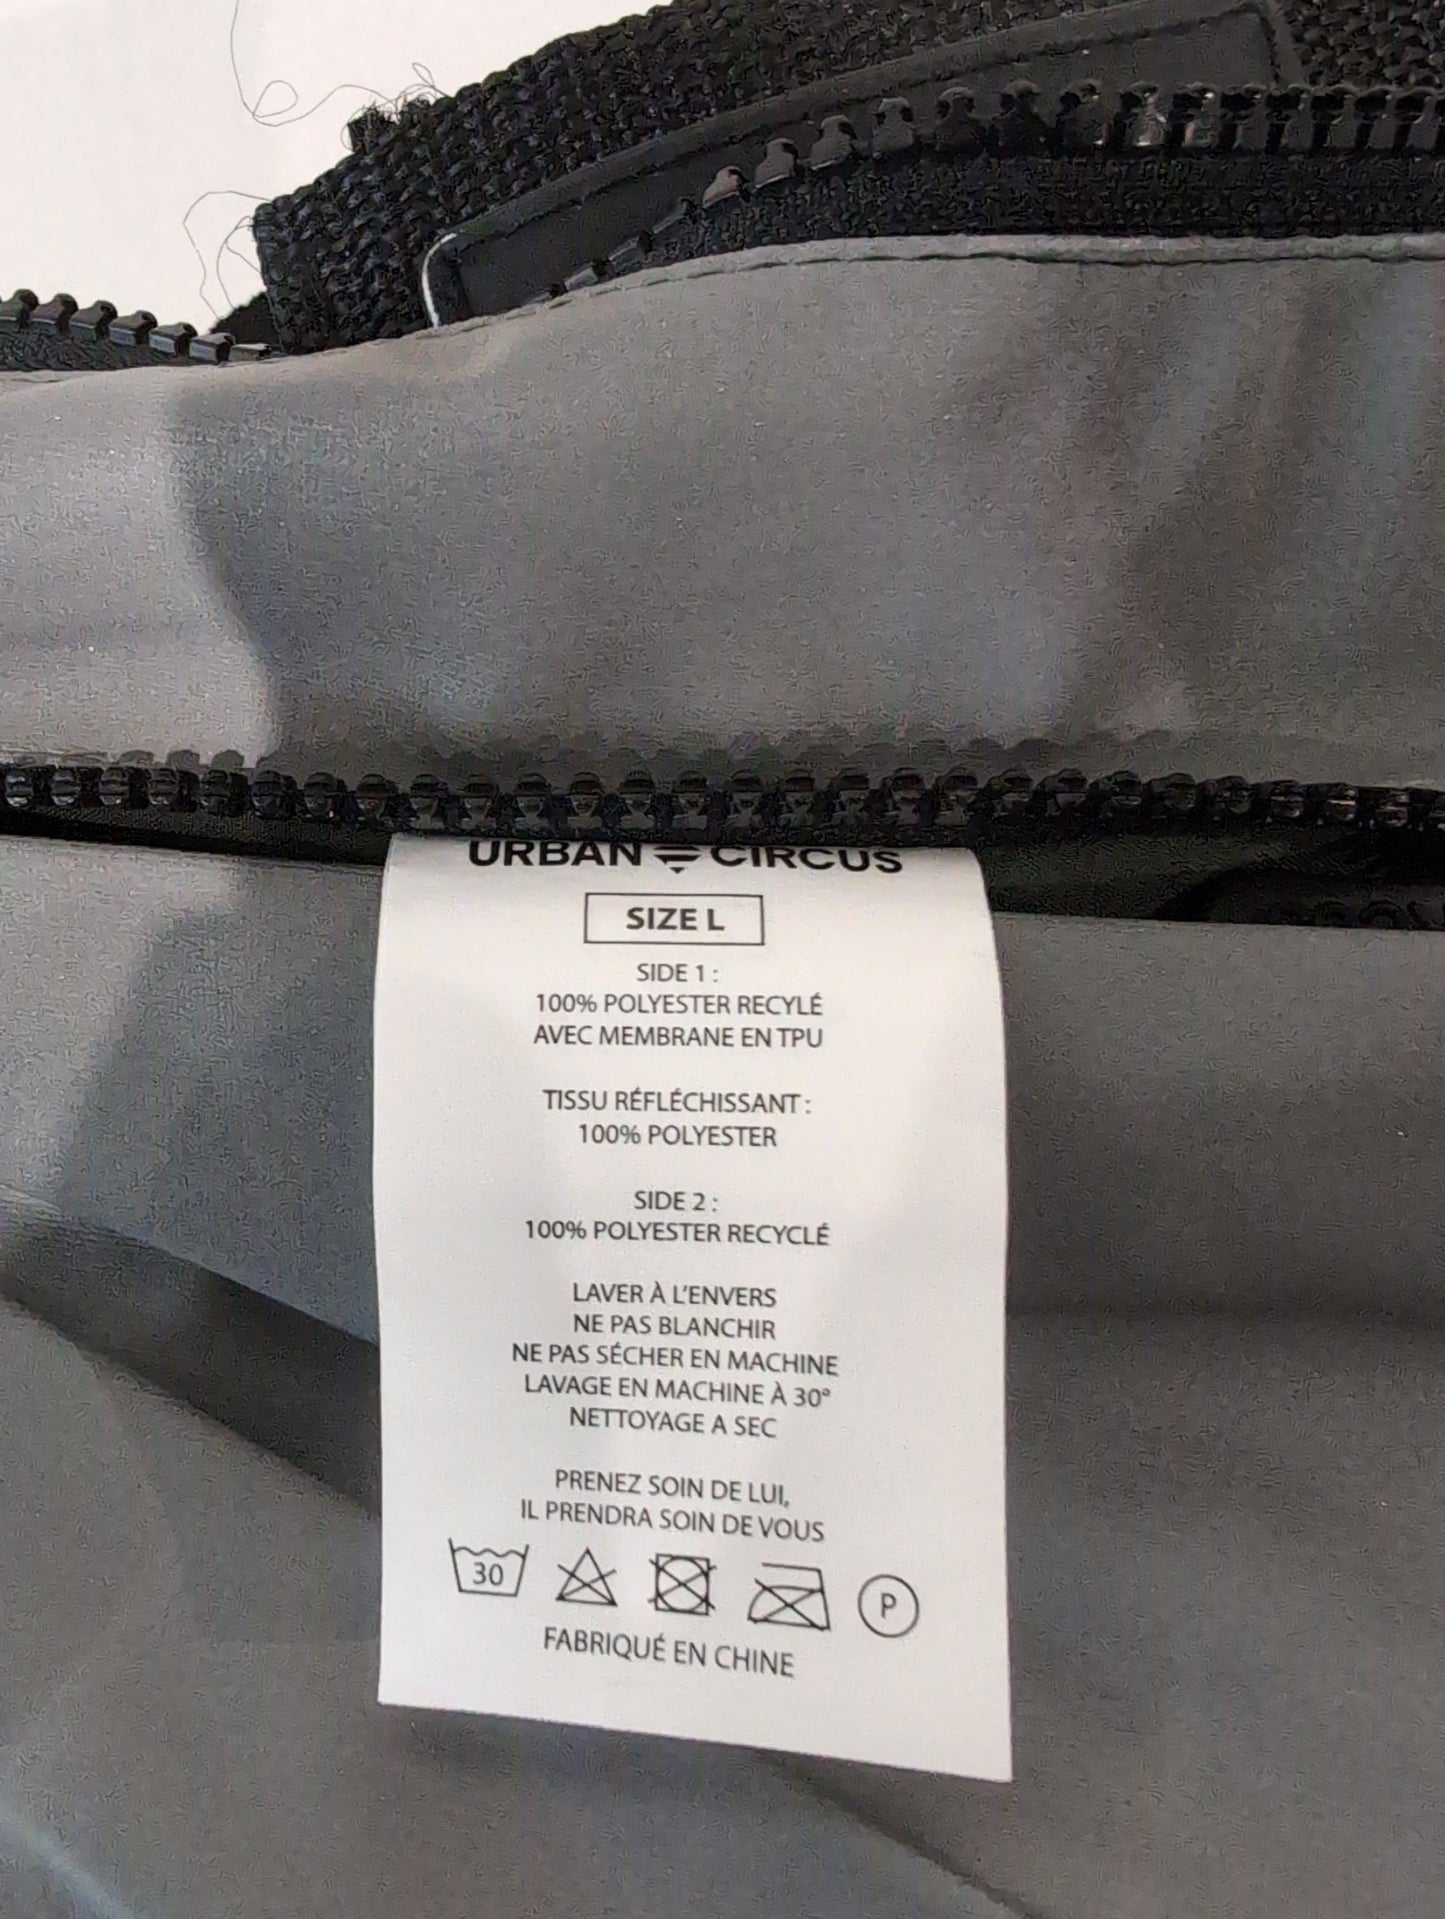 URBAN CIRCUS
SIZE L
SIDE 1 :
100% POLYESTER RECYLÉ
AVEC MEMBRANE EN TPU
TISSU RÉFLÉCHISSANT :
100% POLYESTER
SIDE 2 :
100% POLYESTER RECYCLÉ
LAVER À L'ENVERS
NE PAS BLANCHIR
NE PAS SÉCHER EN MACHINE
LAVAGE EN MACHINE À 30°
NETTOYAGE A SEC
PRENEZ SOIN DE LUI,
IL PRENDRA SOIN DE VOUS
30 P
FABRIQUÉ EN CHINE